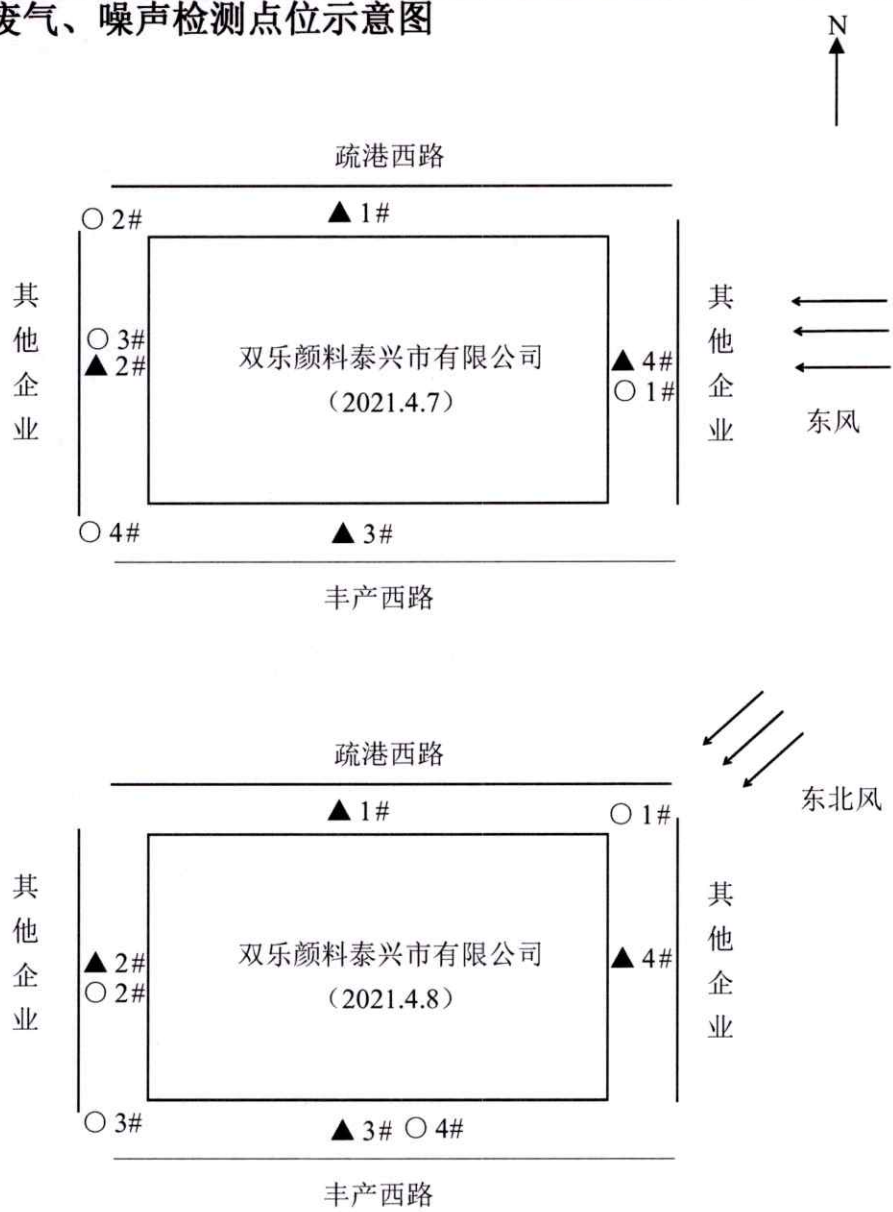 废气、噪声检测点位示意图
N
疏港西路
○ 2#
▲ 1#
其他企业
○ 3#
▲ 2#
双乐颜料泰兴市有限公司
（2021.4.7）
▲ 4#
○ 1#
其他企业
东风
○ 4#
▲ 3#
丰产西路
疏港西路
东北风
▲ 1#
○ 1#
其他企业
▲ 2#
○ 2#
双乐颜料泰兴市有限公司
（2021.4.8）
▲ 4#
其他企业
○ 3#
▲ 3# ○ 4#
丰产西路